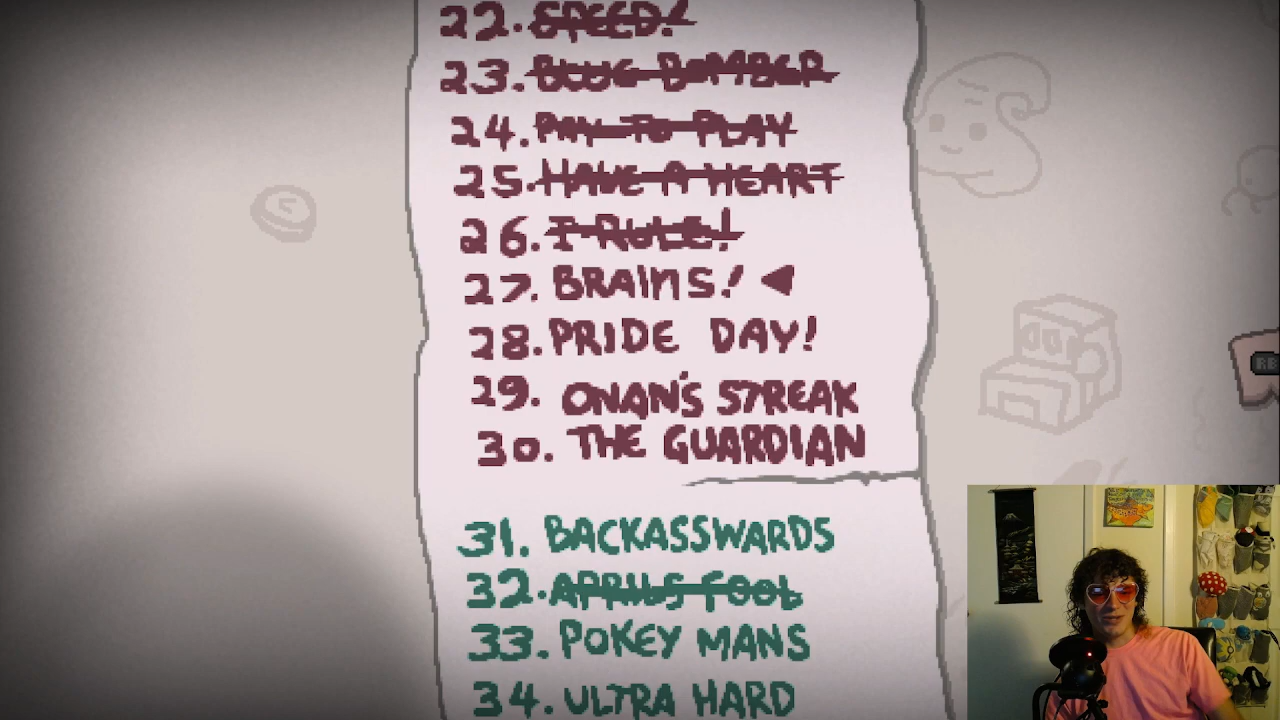 22. SPEED!
23. BLUE BOMBER
24. PAY TO PLAY
25. HAVE A HEART
26. I RULE!
27. BRAINS!
28. PRIDE DAY!
29. ONAN'S STREAK
30. THE GUARDIAN
31. BACKASSWARDS
32. APRIL'S FOOL
33. POKEY MANS
34. ULTRA HARD